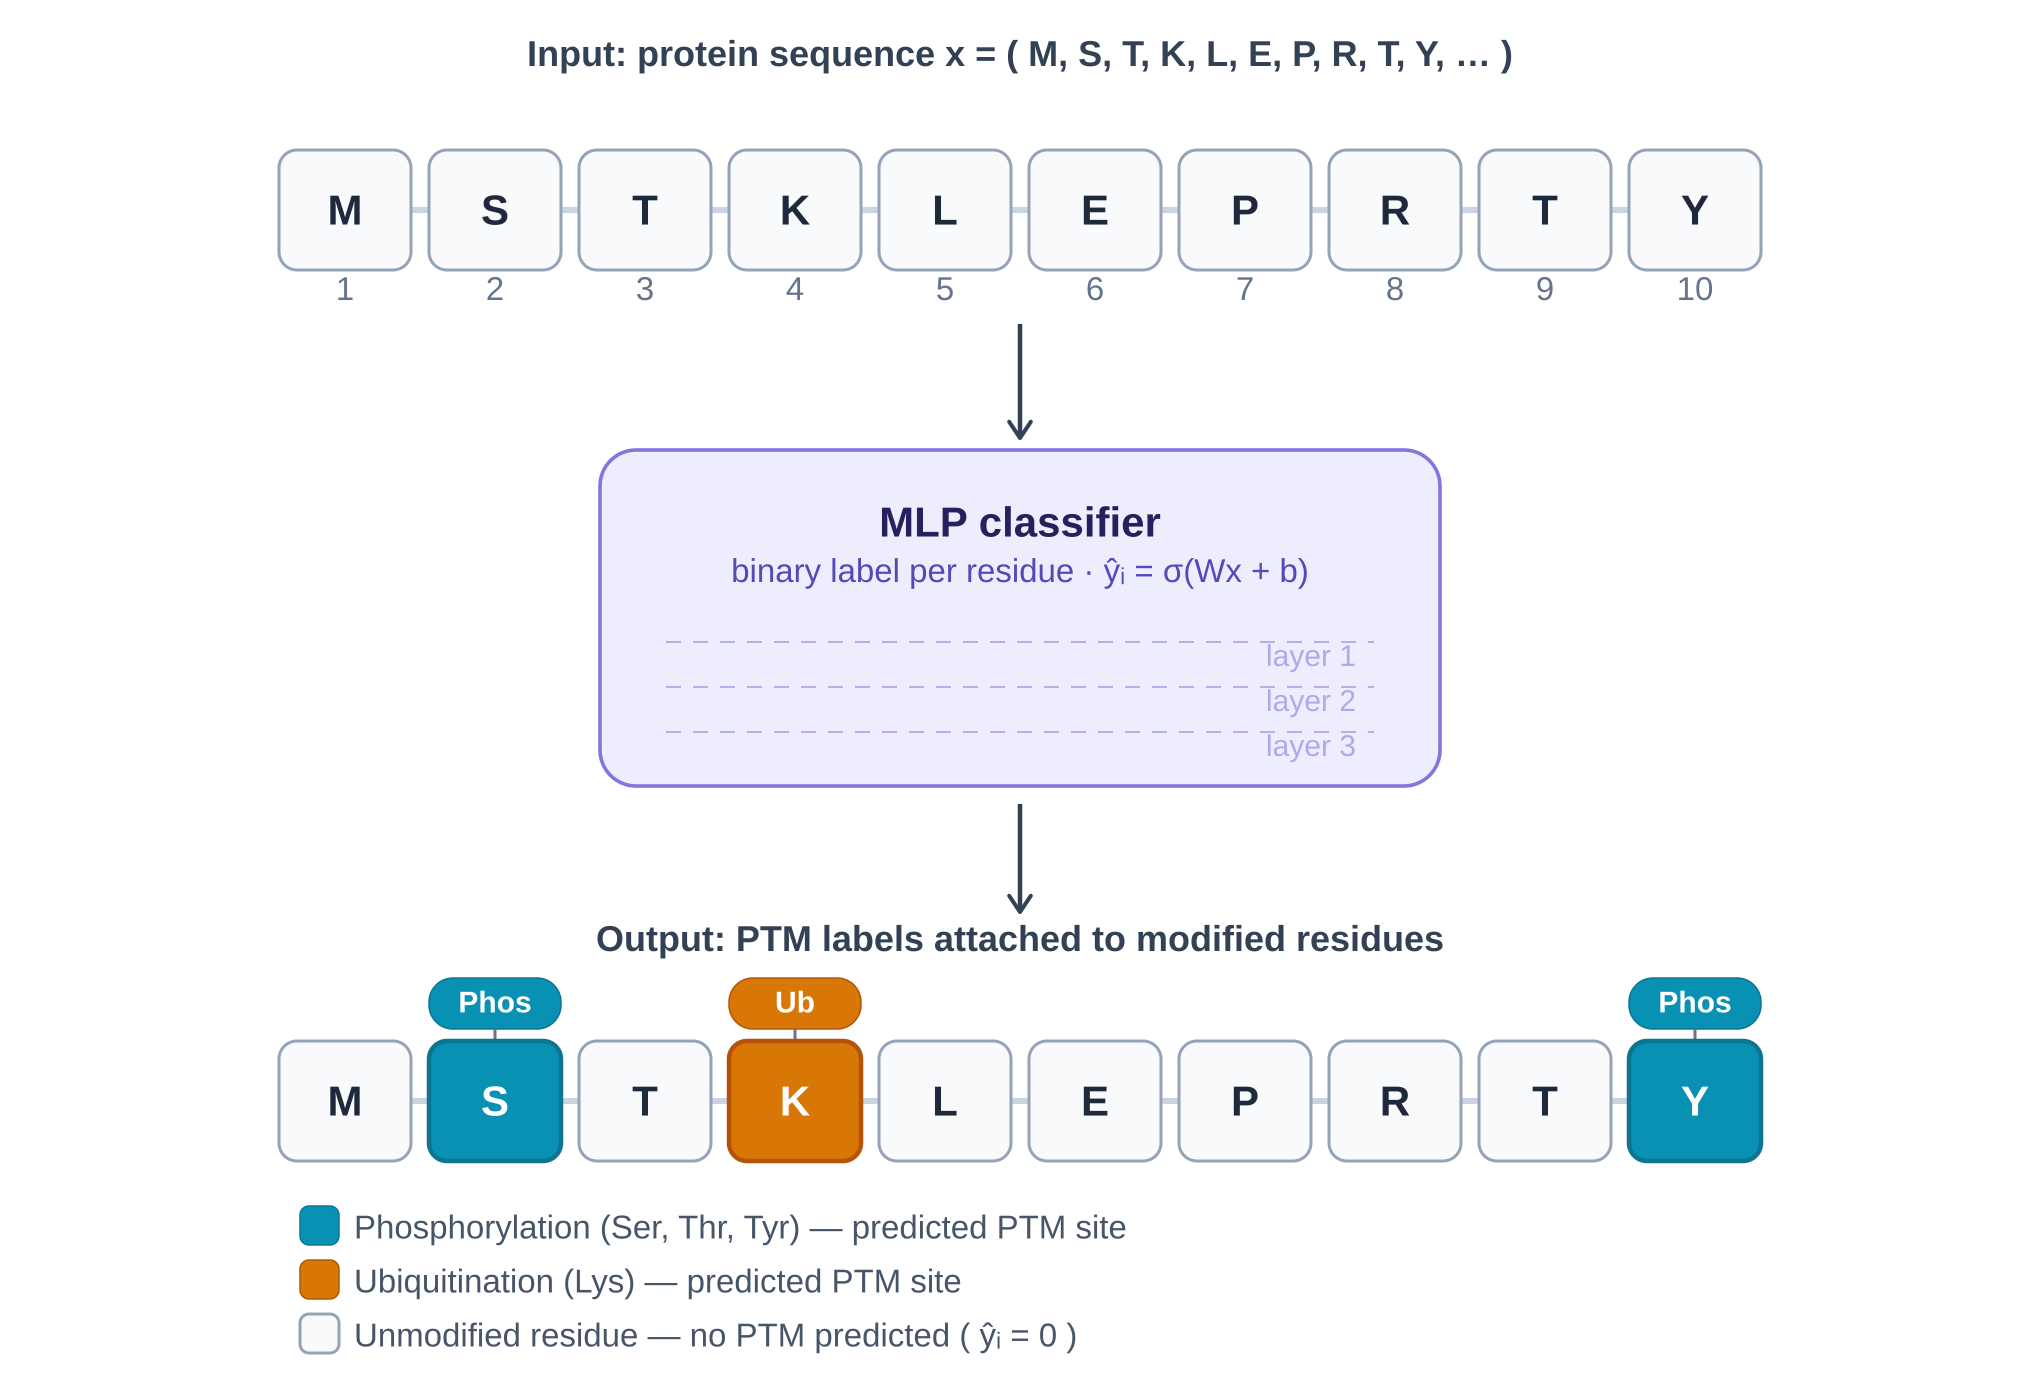 Input: protein sequence x = ( M, S, T, K, L, E, P, R, T, Y, … )
M S T K L E P R T Y
1 2 3 4 5 6 7 8 9 10
MLP classifier
binary label per residue · ŷᵢ = σ(Wx + b)
layer 1
layer 2
layer 3
Output: PTM labels attached to modified residues
Phos Ub Phos
M S T K L E P R T Y
Phosphorylation (Ser, Thr, Tyr) — predicted PTM site
Ubiquitination (Lys) — predicted PTM site
Unmodified residue — no PTM predicted ( ŷᵢ = 0 )